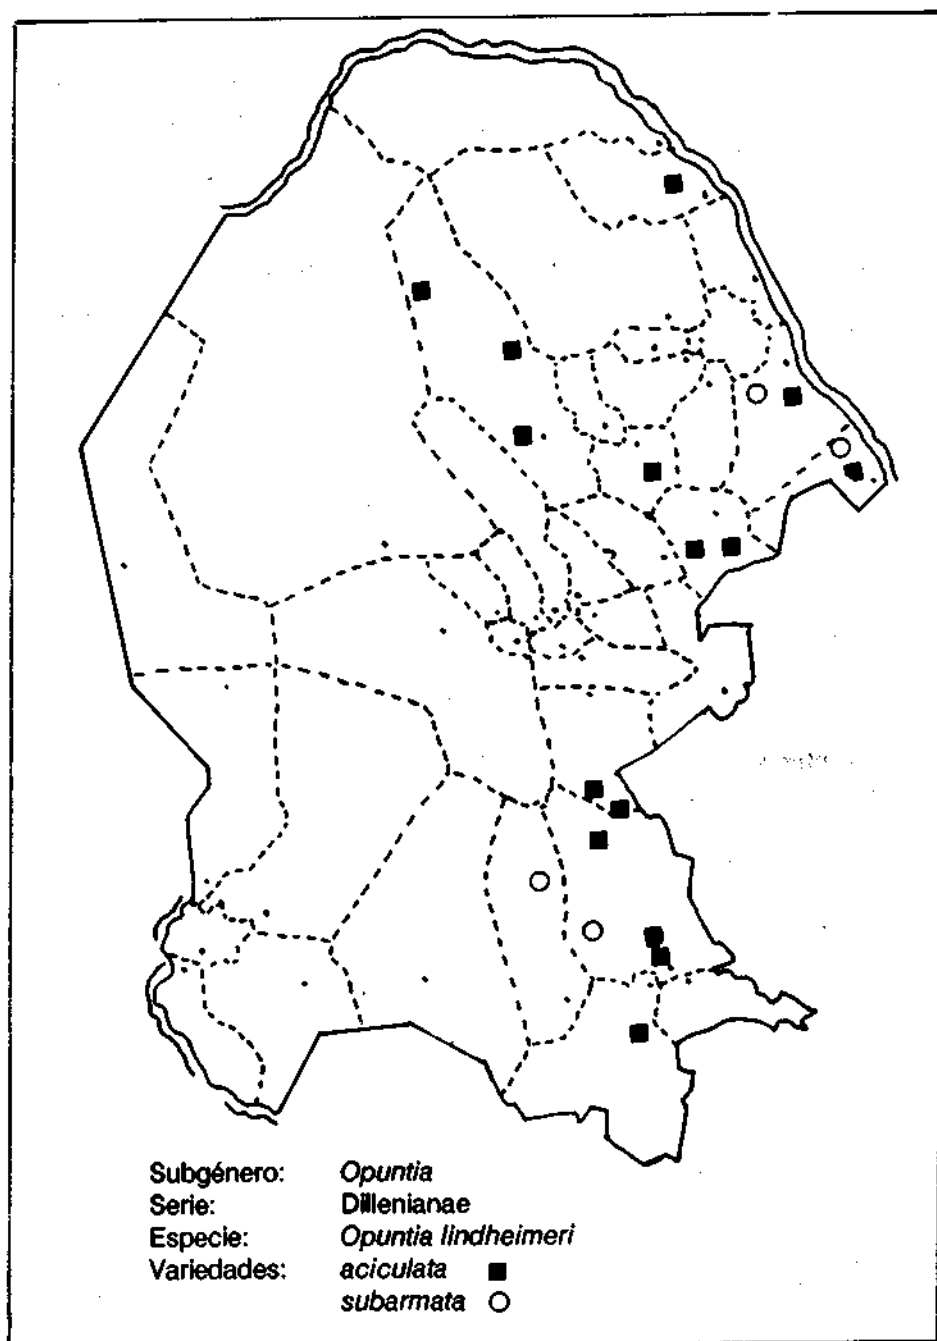 Subgénero: Opuntia
Serie: Dillenianae
Especie: Opuntia lindheimeri
Variedades: aciculata ■
subarmata ○